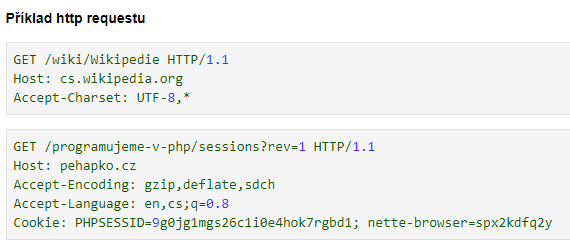 Příklad http requestu
GET /wiki/Wikipedie HTTP/1.1
Host: cs.wikipedia.org
Accept-Charset: UTF-8,*
GET /programujeme-v-php/sessions?rev=1 HTTP/1.1
Host: pehapko.cz
Accept-Encoding: gzip,deflate,sdch
Accept-Language: en,cs;q=0.8
Cookie: PHPSESSID=9g0jg1mgs26c1i0e4hok7rgbd1; nette-browser=spx2kdfq2y